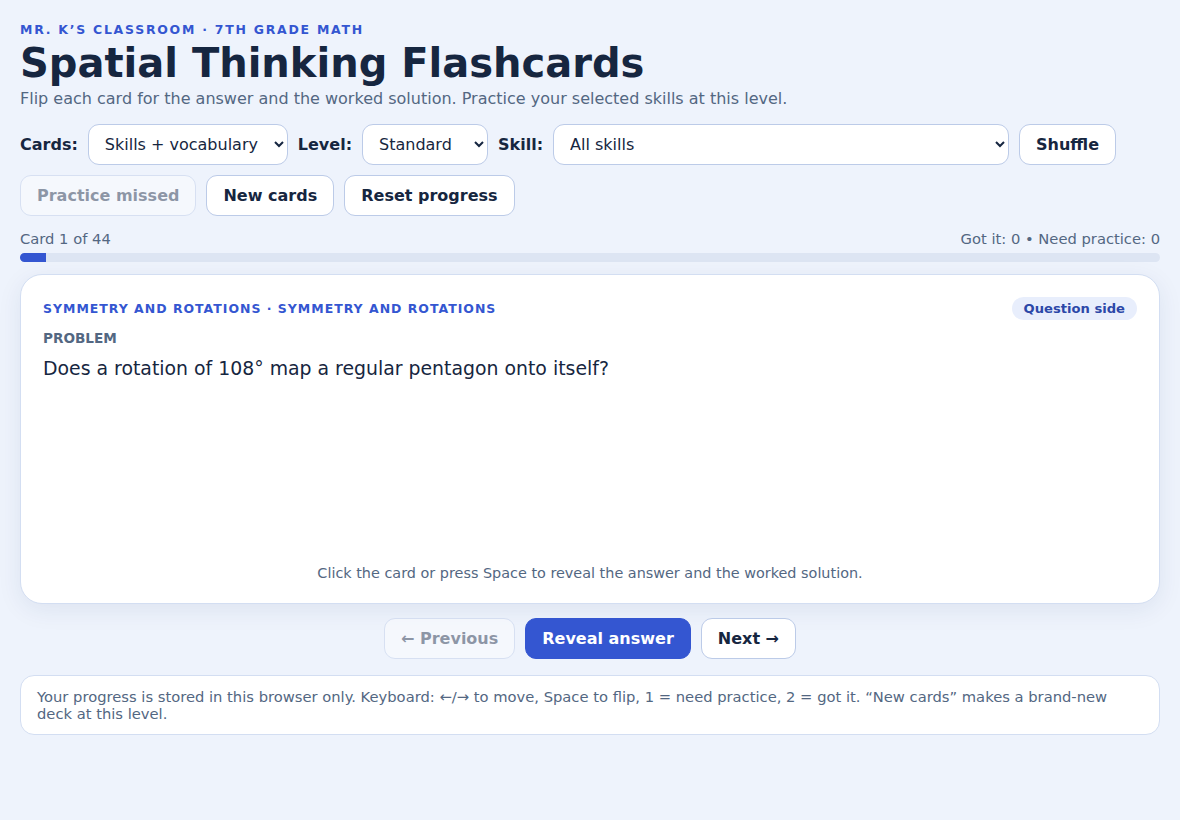 MR. K’S CLASSROOM · 7TH GRADE MATH
Spatial Thinking Flashcards
Flip each card for the answer and the worked solution. Practice your selected skills at this level.
Cards: Skills + vocabulary Level: Standard Skill: All skills Shuffle
Practice missed New cards Reset progress
Card 1 of 44 Got it: 0 • Need practice: 0
SYMMETRY AND ROTATIONS · SYMMETRY AND ROTATIONS Question side
PROBLEM
Does a rotation of 108° map a regular pentagon onto itself?
Click the card or press Space to reveal the answer and the worked solution.
← Previous Reveal answer Next →
Your progress is stored in this browser only. Keyboard: ←/→ to move, Space to flip, 1 = need practice, 2 = got it. “New cards” makes a brand-new
deck at this level.